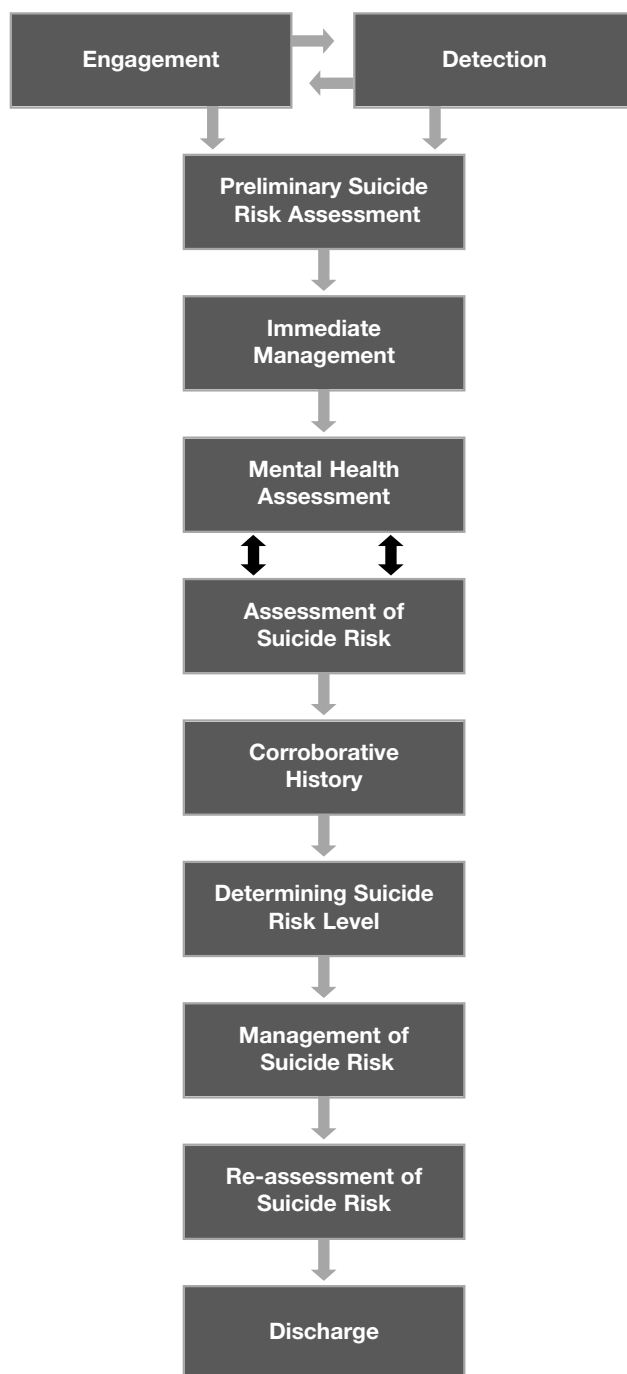 Engagement
Detection
Preliminary Suicide
Risk Assessment
Immediate
Management
Mental Health
Assessment
Assessment of
Suicide Risk
Corroborative
History
Determining Suicide
Risk Level
Management of
Suicide Risk
Re-assessment of
Suicide Risk
Discharge